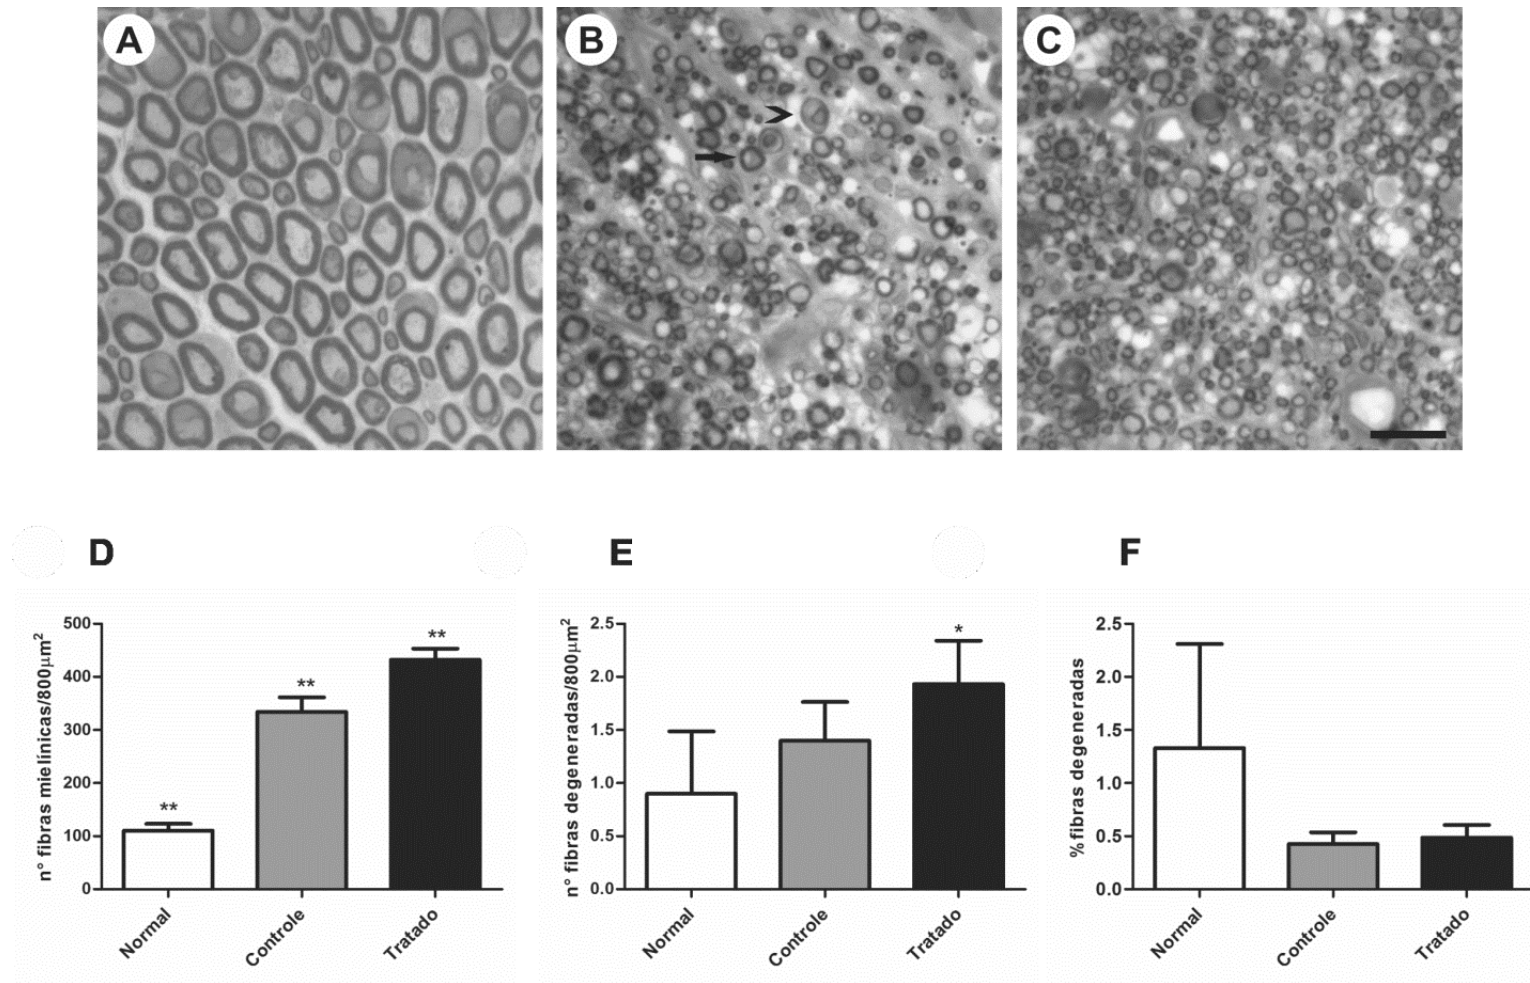 A
B
C
D
E
F
n° fibras mielínicas/800µm²
500
400
300
200
100
0
**
**
**
Normal
Controle
Tratado
n° fibras degeneradas/800µm²
2.5
2.0
1.5
1.0
0.5
0.0
*
Normal
Controle
Tratado
%fibras degeneradas
2.5
2.0
1.5
1.0
0.5
0.0
Normal
Controle
Tratado